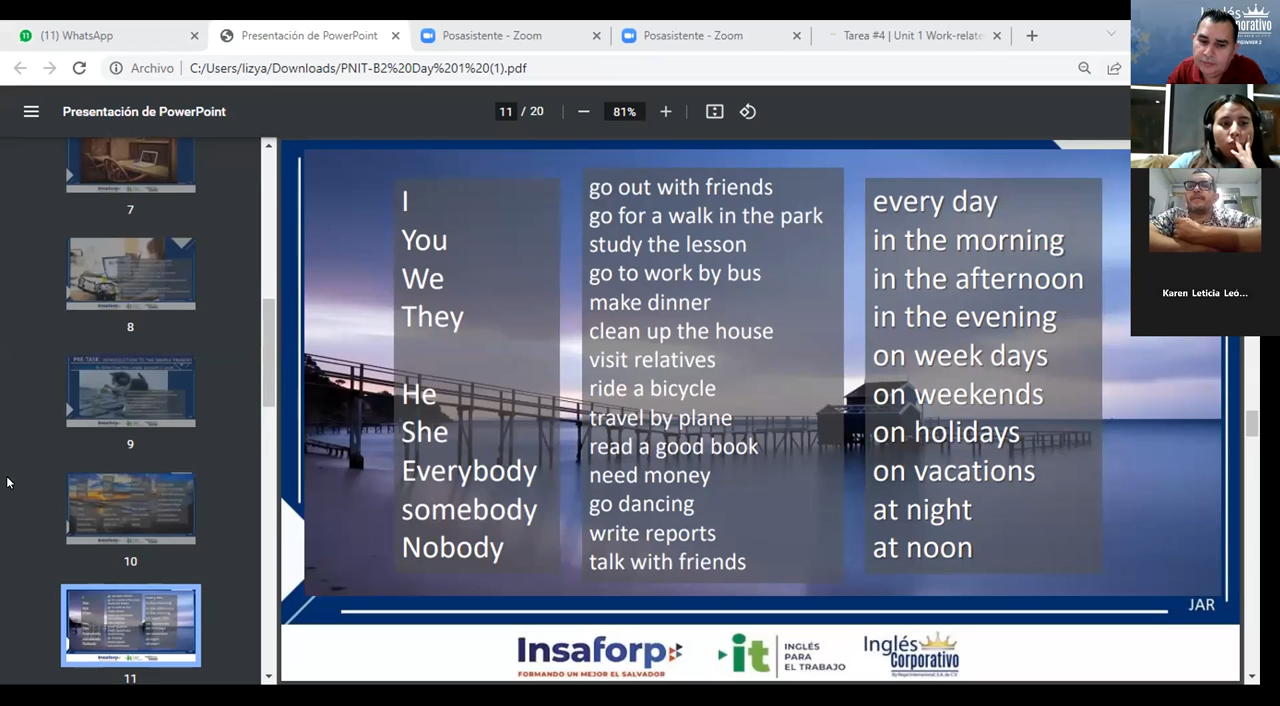 (11) WhatsApp
Presentación de PowerPoint
Posasistente - Zoom
Posasistente - Zoom
Tarea #4 | Unit 1 Work-relate
Archivo
C:/Users/lizya/Downloads/PNIT-B2%20Day%201%20(1).pdf
Presentación de PowerPoint
11 / 20
81%
7
8
9
10
11
I
You
We
They
He
She
Everybody
somebody
Nobody
go out with friends
go for a walk in the park
study the lesson
go to work by bus
make dinner
clean up the house
visit relatives
ride a bicycle
travel by plane
read a good book
need money
go dancing
write reports
talk with friends
every day
in the morning
in the afternoon
in the evening
on week days
on weekends
on holidays
on vacations
at night
at noon
JAR
Insaforp
FORMANDO UN MEJOR EL SALVADOR
it
INGLÉS
PARA
EL TRABAJO
Inglés
Corporativo
Inglés
Karen Leticia Leó...